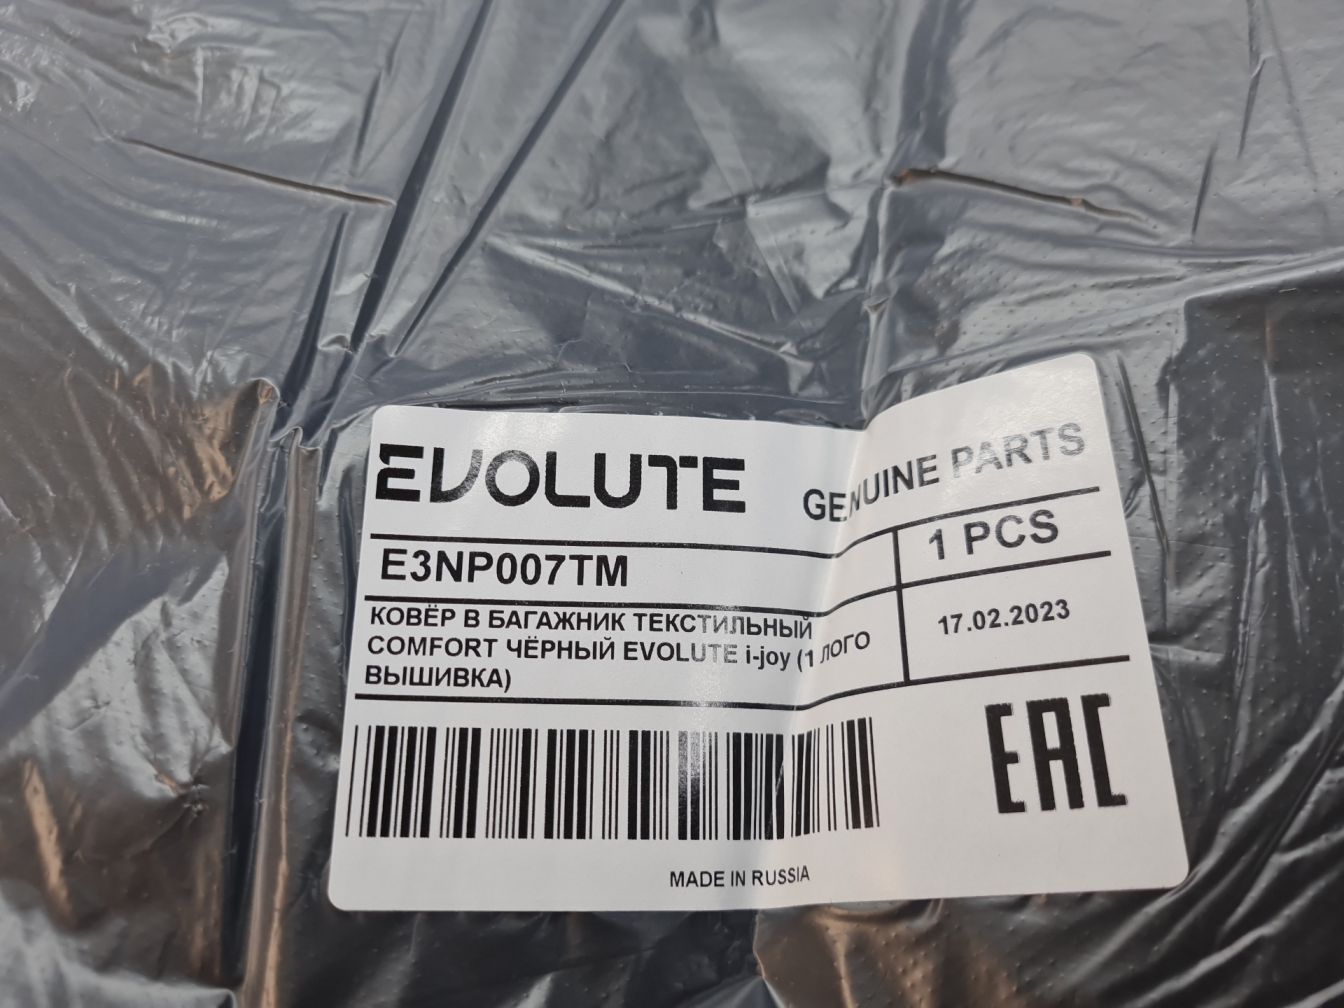 EVOLUTE
GENUINE PARTS
E3NP007TM
1 PCS
КОВЁР В БАГАЖНИК ТЕКСТИЛЬНЫЙ
COMFORT ЧЁРНЫЙ EVOLUTE i-joy (1 ЛОГО
ВЫШИВКА)
17.02.2023
EAC
MADE IN RUSSIA